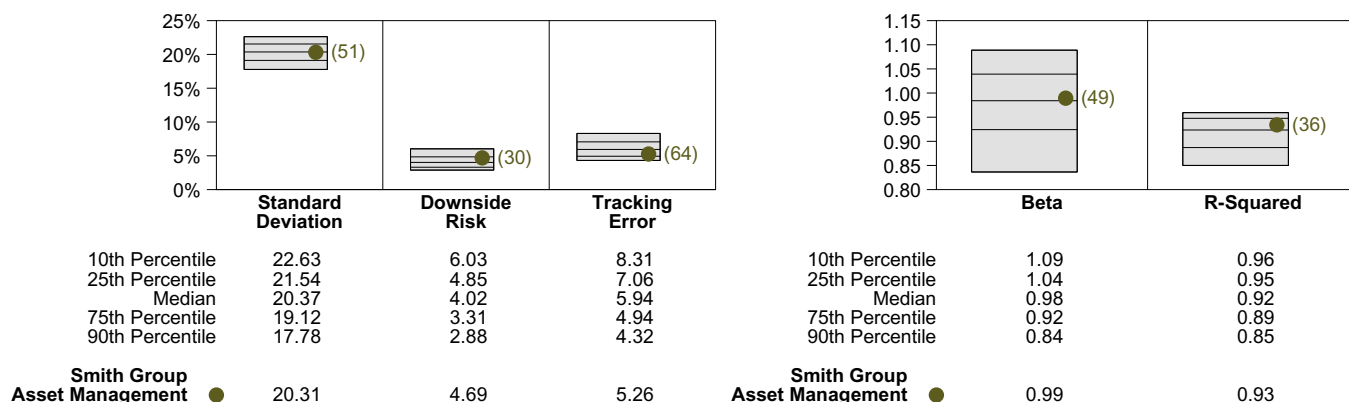 25%
20%
15%
10%
5%
0%
(51)
(30)
(64)
Standard Deviation
Downside Risk
Tracking Error
10th Percentile 22.63 6.03 8.31
25th Percentile 21.54 4.85 7.06
Median 20.37 4.02 5.94
75th Percentile 19.12 3.31 4.94
90th Percentile 17.78 2.88 4.32
Smith Group
Asset Management 20.31 4.69 5.26
1.15
1.10
1.05
1.00
0.95
0.90
0.85
0.80
(49)
(36)
Beta
R-Squared
10th Percentile 1.09 0.96
25th Percentile 1.04 0.95
Median 0.98 0.92
75th Percentile 0.92 0.89
90th Percentile 0.84 0.85
Smith Group
Asset Management 0.99 0.93